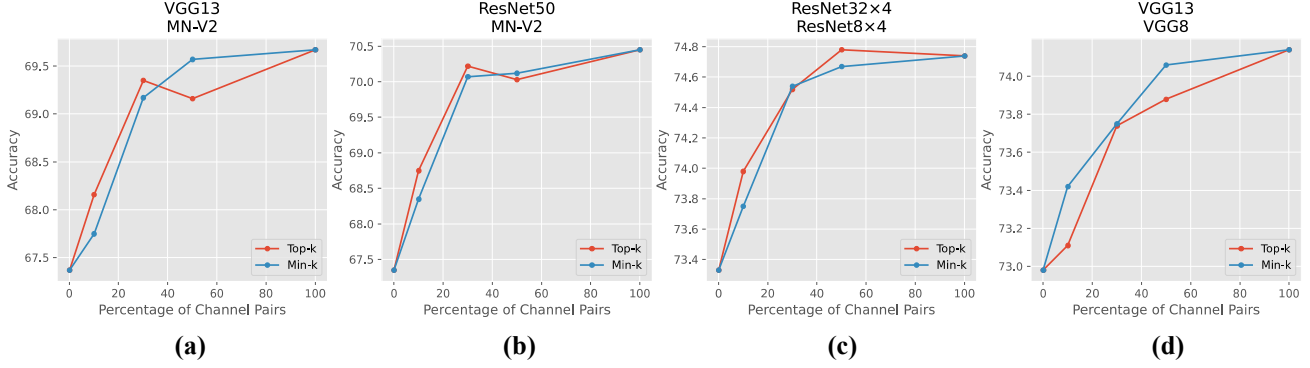 VGG13
MN-V2
69.5
69.0
68.5
68.0
67.5
Accuracy
0 20 40 60 80 100
Percentage of Channel Pairs
Top-k
Min-k
(a)
ResNet50
MN-V2
70.5
70.0
69.5
69.0
68.5
68.0
67.5
Accuracy
0 20 40 60 80 100
Percentage of Channel Pairs
Top-k
Min-k
(b)
ResNet32×4
ResNet8×4
74.8
74.6
74.4
74.2
74.0
73.8
73.6
73.4
Accuracy
0 20 40 60 80 100
Percentage of Channel Pairs
Top-k
Min-k
(c)
VGG13
VGG8
74.0
73.8
73.6
73.4
73.2
73.0
Accuracy
0 20 40 60 80 100
Percentage of Channel Pairs
Top-k
Min-k
(d)